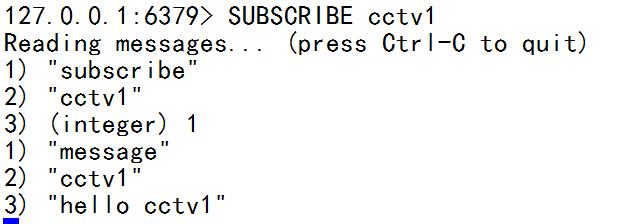 127.0.0.1:6379> SUBSCRIBE cctv1
Reading messages... (press Ctrl-C to quit)
1) "subscribe"
2) "cctv1"
3) (integer) 1
1) "message"
2) "cctv1"
3) "hello cctv1"